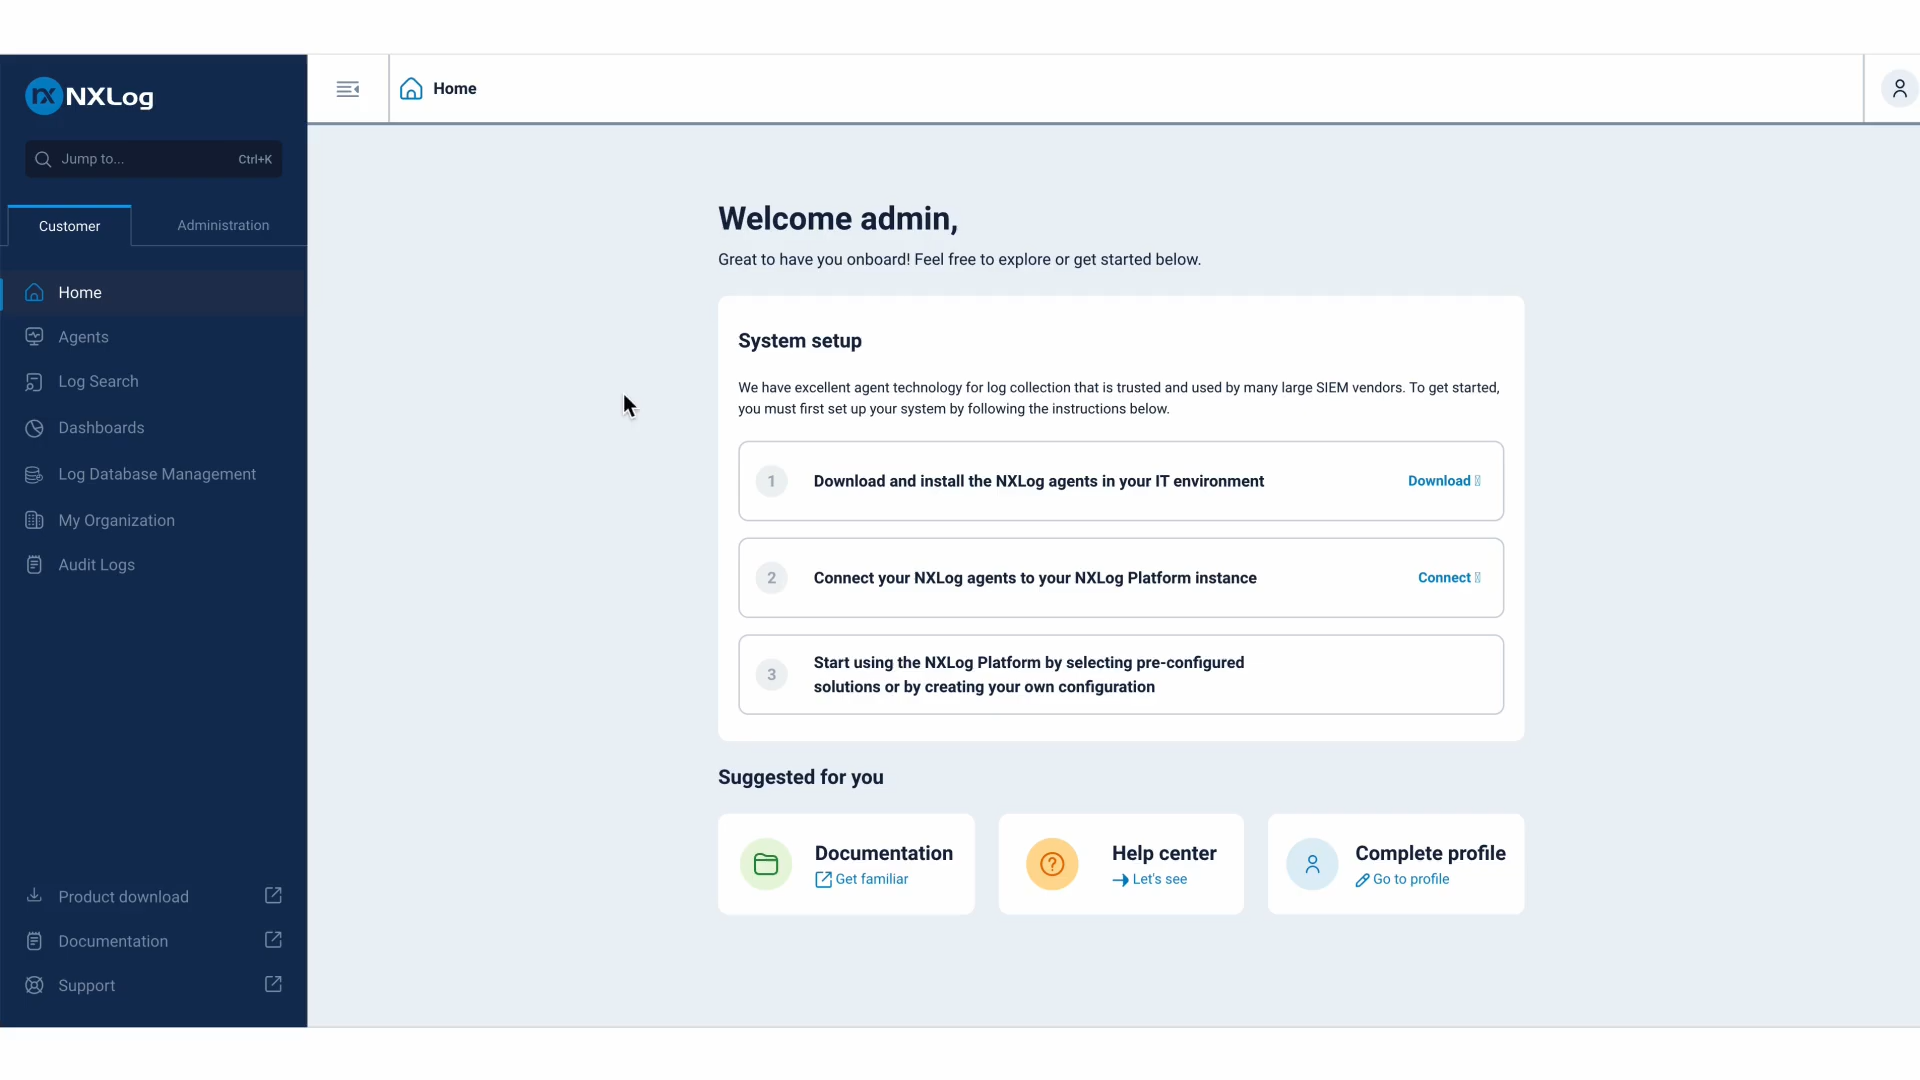 NXLog
Jump to... Ctrl+K
Customer Administration
Home
Agents
Log Search
Dashboards
Log Database Management
My Organization
Audit Logs
Product download
Documentation
Support
Home
Welcome admin,
Great to have you onboard! Feel free to explore or get started below.
System setup
We have excellent agent technology for log collection that is trusted and used by many large SIEM vendors. To get started,
you must first set up your system by following the instructions below.
1 Download and install the NXLog agents in your IT environment Download
2 Connect your NXLog agents to your NXLog Platform instance Connect
3 Start using the NXLog Platform by selecting pre-configured
solutions or by creating your own configuration
Suggested for you
Documentation
Get familiar
Help center
Let's see
Complete profile
Go to profile